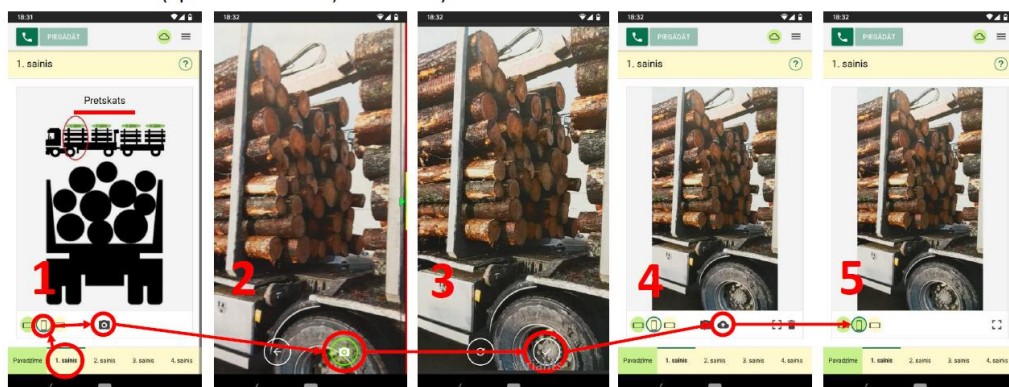 18:31
PIEGĀDĀT
1. sainis
?
Pretskats
1
Pavadzīme 1. sainis 2. sainis 3. sainis 4. sainis
18:32
2
18:32
3
1. variants
18:32
PIEGĀDĀT
1. sainis
?
4
Pavadzīme 1. sainis 2. sainis 3. sainis 4. sainis
18:32
PIEGĀDĀT
1. sainis
?
5
Pavadzīme 1. sainis 2. sainis 3. sainis 4. sainis